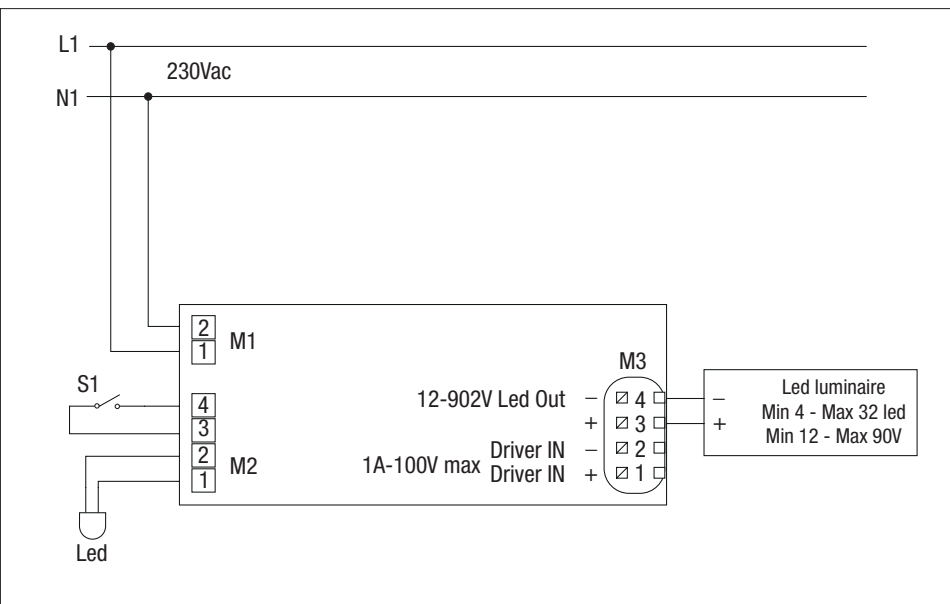 L1
230Vac
N1
2
M1
1
M3
S1
12-902V Led Out
− 4
+ 3
Led luminaire
Min 4 - Max 32 led
Min 12 - Max 90V
−
+
4
3
2
M2
1
1A-100V max
Driver IN − 2
Driver IN + 1
Led